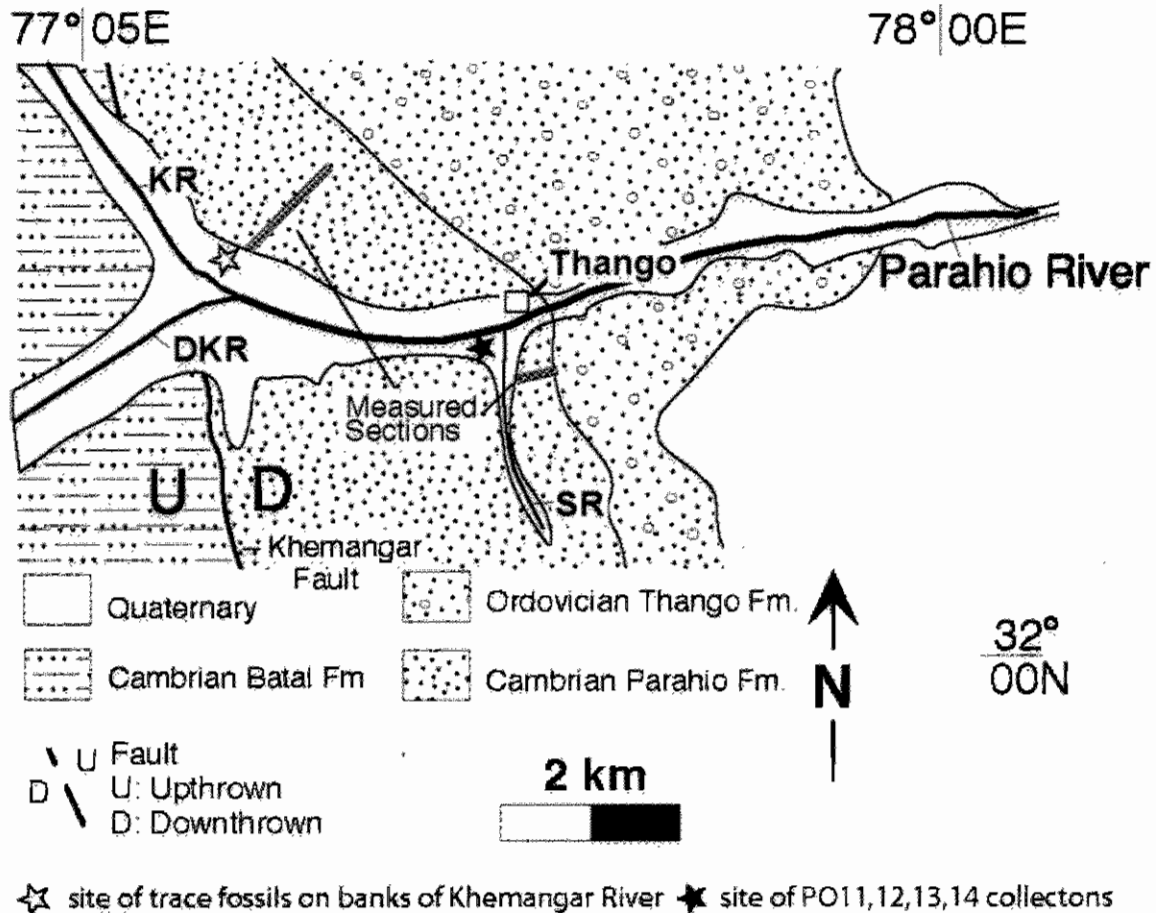 77° 05E
78° 00E
KR
Thango
Parahio River
DKR
Measured
Sections
U D
SR
Khemangar
Fault
Quaternary
Ordovician Thango Fm.
Cambrian Batal Fm
Cambrian Parahio Fm.
N
32°
00N
U Fault
D U: Upthrown
D: Downthrown
2 km
site of trace fossils on banks of Khemangar River
site of PO11,12,13,14 collectons